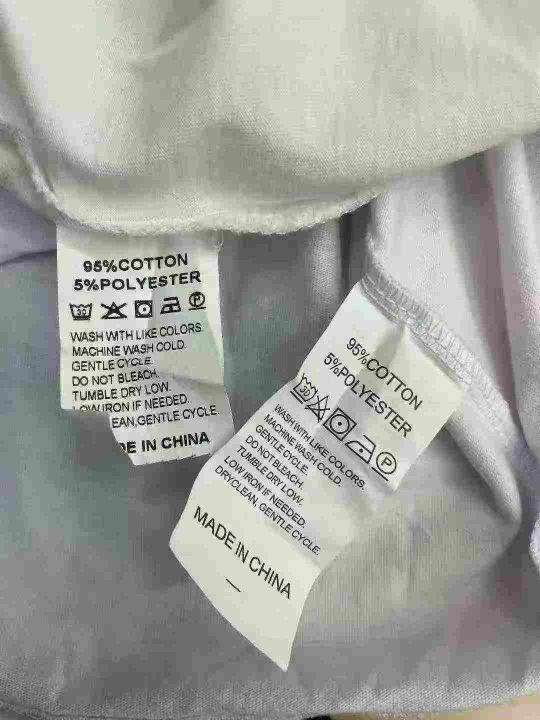 95%COTTON
5%POLYESTER
WASH WITH LIKE COLORS.
MACHINE WASH COLD.
GENTLE CYCLE.
DO NOT BLEACH.
TUMBLE DRY LOW.
LOW IRON IF NEEDED.
EAN,GENTLE CYCLE.
DE IN CHINA
95%COTTON
5%POLYESTER
30
P
WASH WITH LIKE COLORS.
MACHINE WASH COLD.
GENTLE CYCLE.
DO NOT BLEACH.
TUMBLE DRY LOW.
LOW IRON IF NEEDED.
DRYCLEAN, GENTLE CYCLE.
MADE IN CHINA